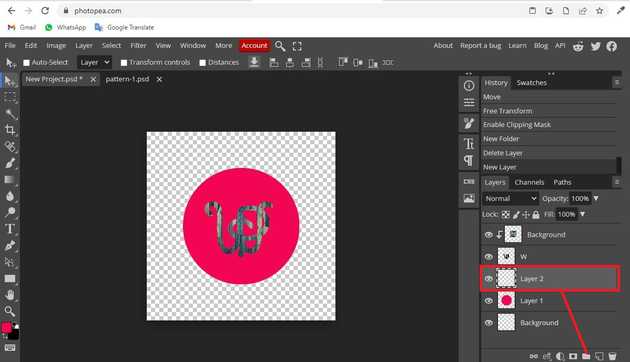 photopea.com
Gmail WhatsApp Google Translate
File Edit Image Layer Select Filter View Window More Account About Report a bug Learn Blog API
Auto-Select Layer Transform controls Distances
New Project.psd * pattern-1.psd
History Swatches
Move
Free Transform
Enable Clipping Mask
New Folder
Delete Layer
New Layer
Layers Channels Paths
Normal Opacity: 100%
Lock: Fill: 100%
Background
W
Layer 2
Layer 1
Background